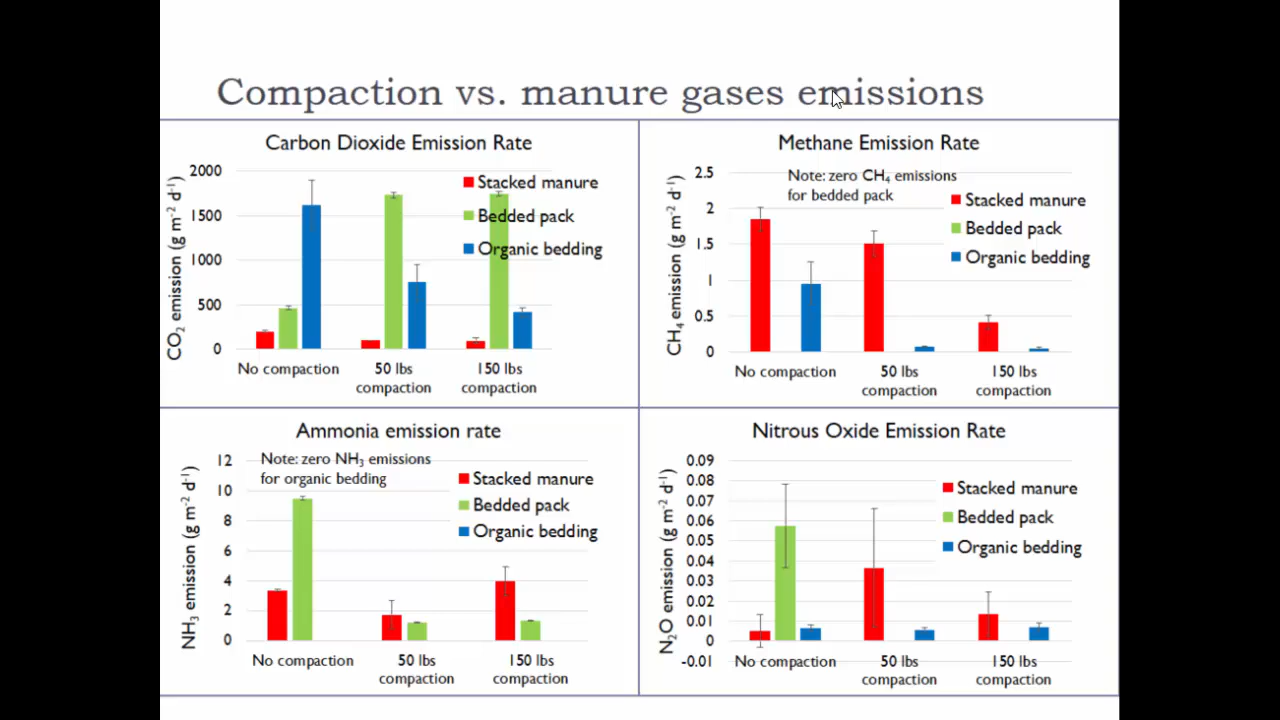 Compaction vs. manure gases emissions
Carbon Dioxide Emission Rate
CO₂ emission (g m⁻² d⁻¹)
2000
1500
1000
500
0
Stacked manure
Bedded pack
Organic bedding
No compaction
50 lbs
compaction
150 lbs
compaction
Methane Emission Rate
Note: zero CH₄ emissions
for bedded pack
CH₄ emission (g m⁻² d⁻¹)
2.5
2
1.5
1
0.5
0
Stacked manure
Bedded pack
Organic bedding
No compaction
50 lbs
compaction
150 lbs
compaction
Ammonia emission rate
Note: zero NH₃ emissions
for organic bedding
NH₃ emission (g m⁻² d⁻¹)
12
10
8
6
4
2
0
Stacked manure
Bedded pack
Organic bedding
No compaction
50 lbs
compaction
150 lbs
compaction
Nitrous Oxide Emission Rate
N₂O emission (g m⁻² d⁻¹)
0.09
0.08
0.07
0.06
0.05
0.04
0.03
0.02
0.01
0
-0.01
Stacked manure
Bedded pack
Organic bedding
No compaction
50 lbs
compaction
150 lbs
compaction